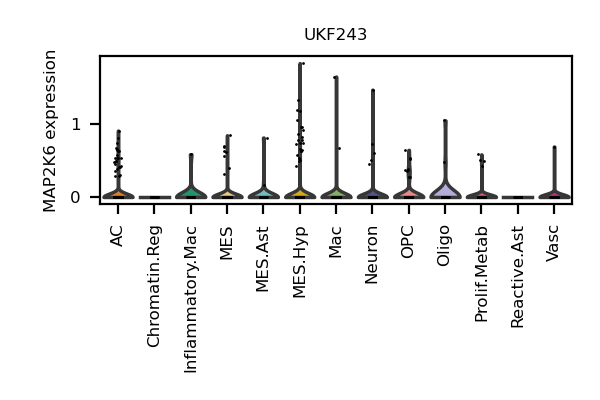 UKF243
MAP2K6 expression
1
0
AC
Chromatin.Reg
Inflammatory.Mac
MES
MES.Ast
MES.Hyp
Mac
Neuron
OPC
Oligo
Prolif.Metab
Reactive.Ast
Vasc